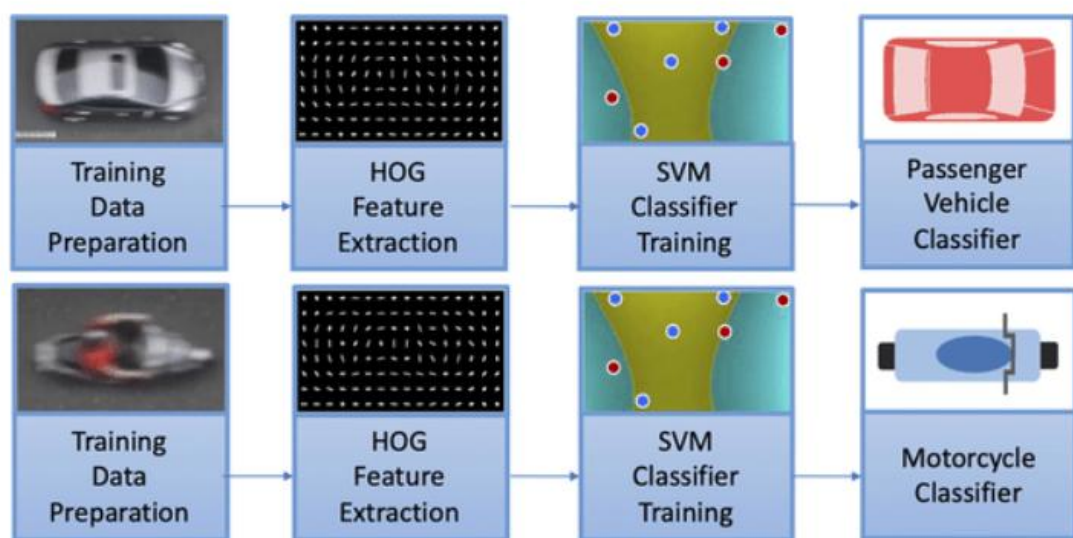 Training
Data
Preparation
HOG
Feature
Extraction
SVM
Classifier
Training
Passenger
Vehicle
Classifier
Training
Data
Preparation
HOG
Feature
Extraction
SVM
Classifier
Training
Motorcycle
Classifier